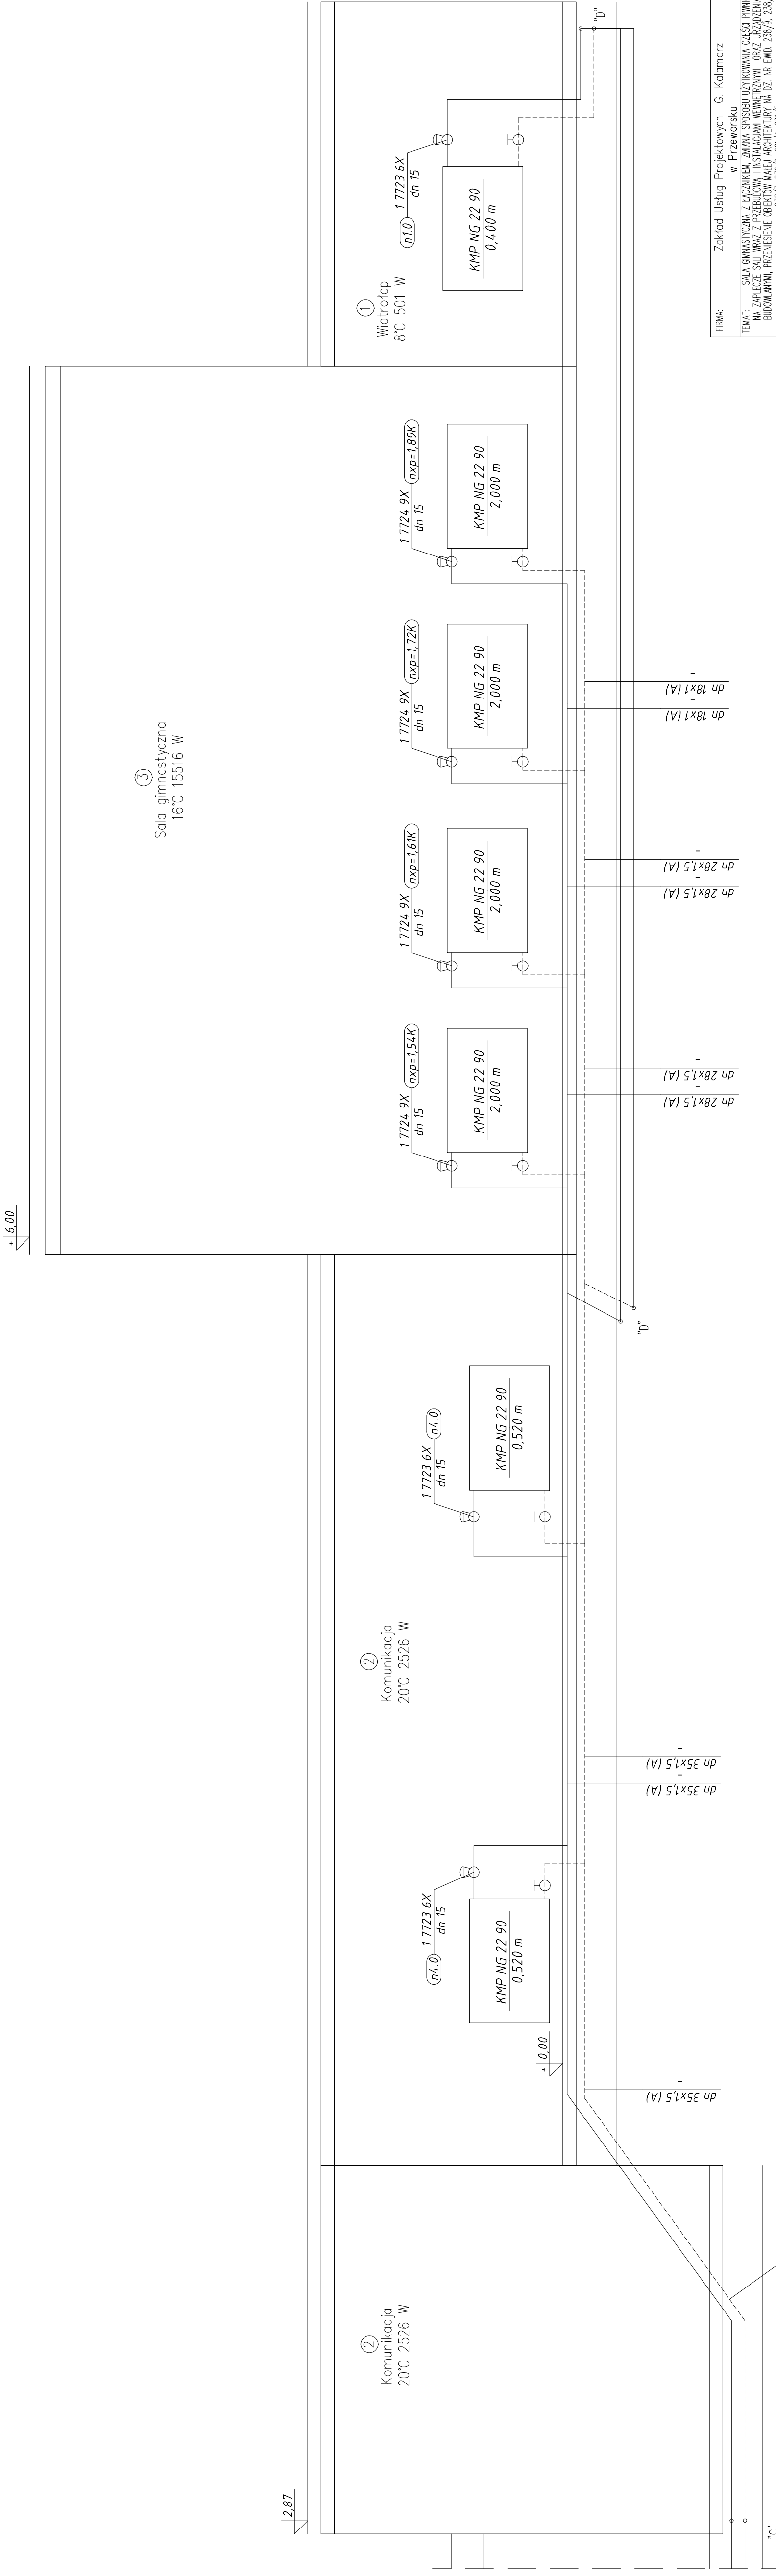 + 6,00
2,87
3
Sala gimnastyczna
16°C 15516 W
2
Komunikacja
20°C 2526 W
2
Komunikacja
20°C 2526 W
1
Wiatrołap
8°C 501 W
n4.0
1 7723 6X
dn 15
KMP NG 22 90
0,520 m
1 7723 6X
n4.0
dn 15
KMP NG 22 90
0,520 m
1 7724 9X
nxp=1,54K
dn 15
KMP NG 22 90
2,000 m
1 7724 9X
nxp=1,61K
dn 15
KMP NG 22 90
2,000 m
1 7724 9X
nxp=1,72K
dn 15
KMP NG 22 90
2,000 m
1 7724 9X
nxp=1,89K
dn 15
KMP NG 22 90
2,000 m
n1.0
1 7723 6X
dn 15
KMP NG 22 90
0,400 m
+ 0,00
"D"
"D"
"C"
dn 35x1,5 (A)
-
dn 35x1,5 (A)
-
dn 35x1,5 (A)
-
dn 28x1,5 (A)
-
dn 28x1,5 (A)
-
dn 28x1,5 (A)
-
dn 28x1,5 (A)
-
dn 18x1 (A)
-
dn 18x1 (A)
-
FIRMA: Zakład Usług Projektowych G. Kalamarz
w Przeworsku
TEMAT: SALA GIMNASTYCZNA Z ŁĄCZNIKIEM, ZMIANA SPOSOBU UŻYTKOWANIA CZĘŚCI PIWNI
NA ZAPLECZE SALI WRAZ Z PRZEBUDOWĄ I INSTALACJAMI WEWNĘTRZNYMI ORAZ URZĄDZENIA
BUDOWLANYMI, PRZENIESIENIE OBIEKTÓW MAŁEJ ARCHITEKTURY NA DZ. NR EWID. 238/9, 238/